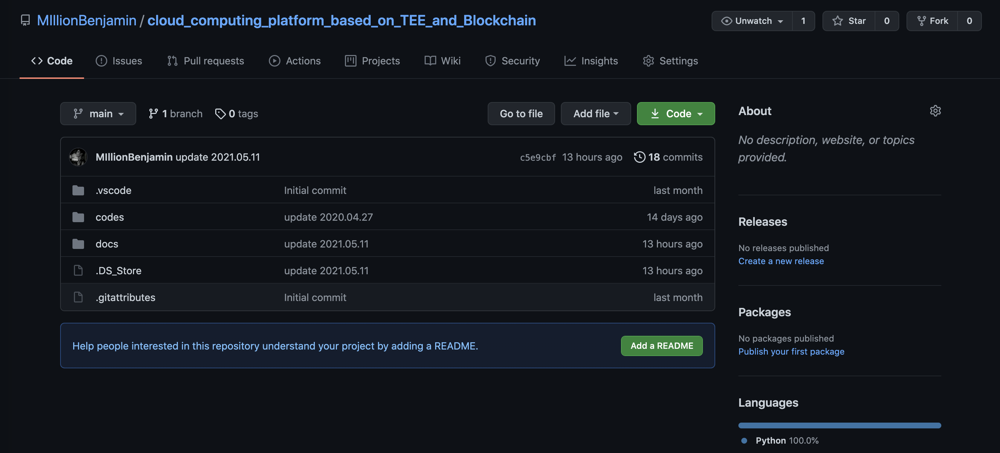 MIllionBenjamin / cloud_computing_platform_based_on_TEE_and_Blockchain
Unwatch 1 Star 0 Fork 0
Code Issues Pull requests Actions Projects Wiki Security Insights Settings
main 1 branch 0 tags Go to file Add file Code
MIllionBenjamin update 2021.05.11 c5e9cbf 13 hours ago 18 commits
.vscode Initial commit last month
codes update 2020.04.27 14 days ago
docs update 2021.05.11 13 hours ago
.DS_Store update 2021.05.11 13 hours ago
.gitattributes Initial commit last month
Help people interested in this repository understand your project by adding a README. Add a README
About
No description, website, or topics
provided.
Releases
No releases published
Create a new release
Packages
No packages published
Publish your first package
Languages
Python 100.0%